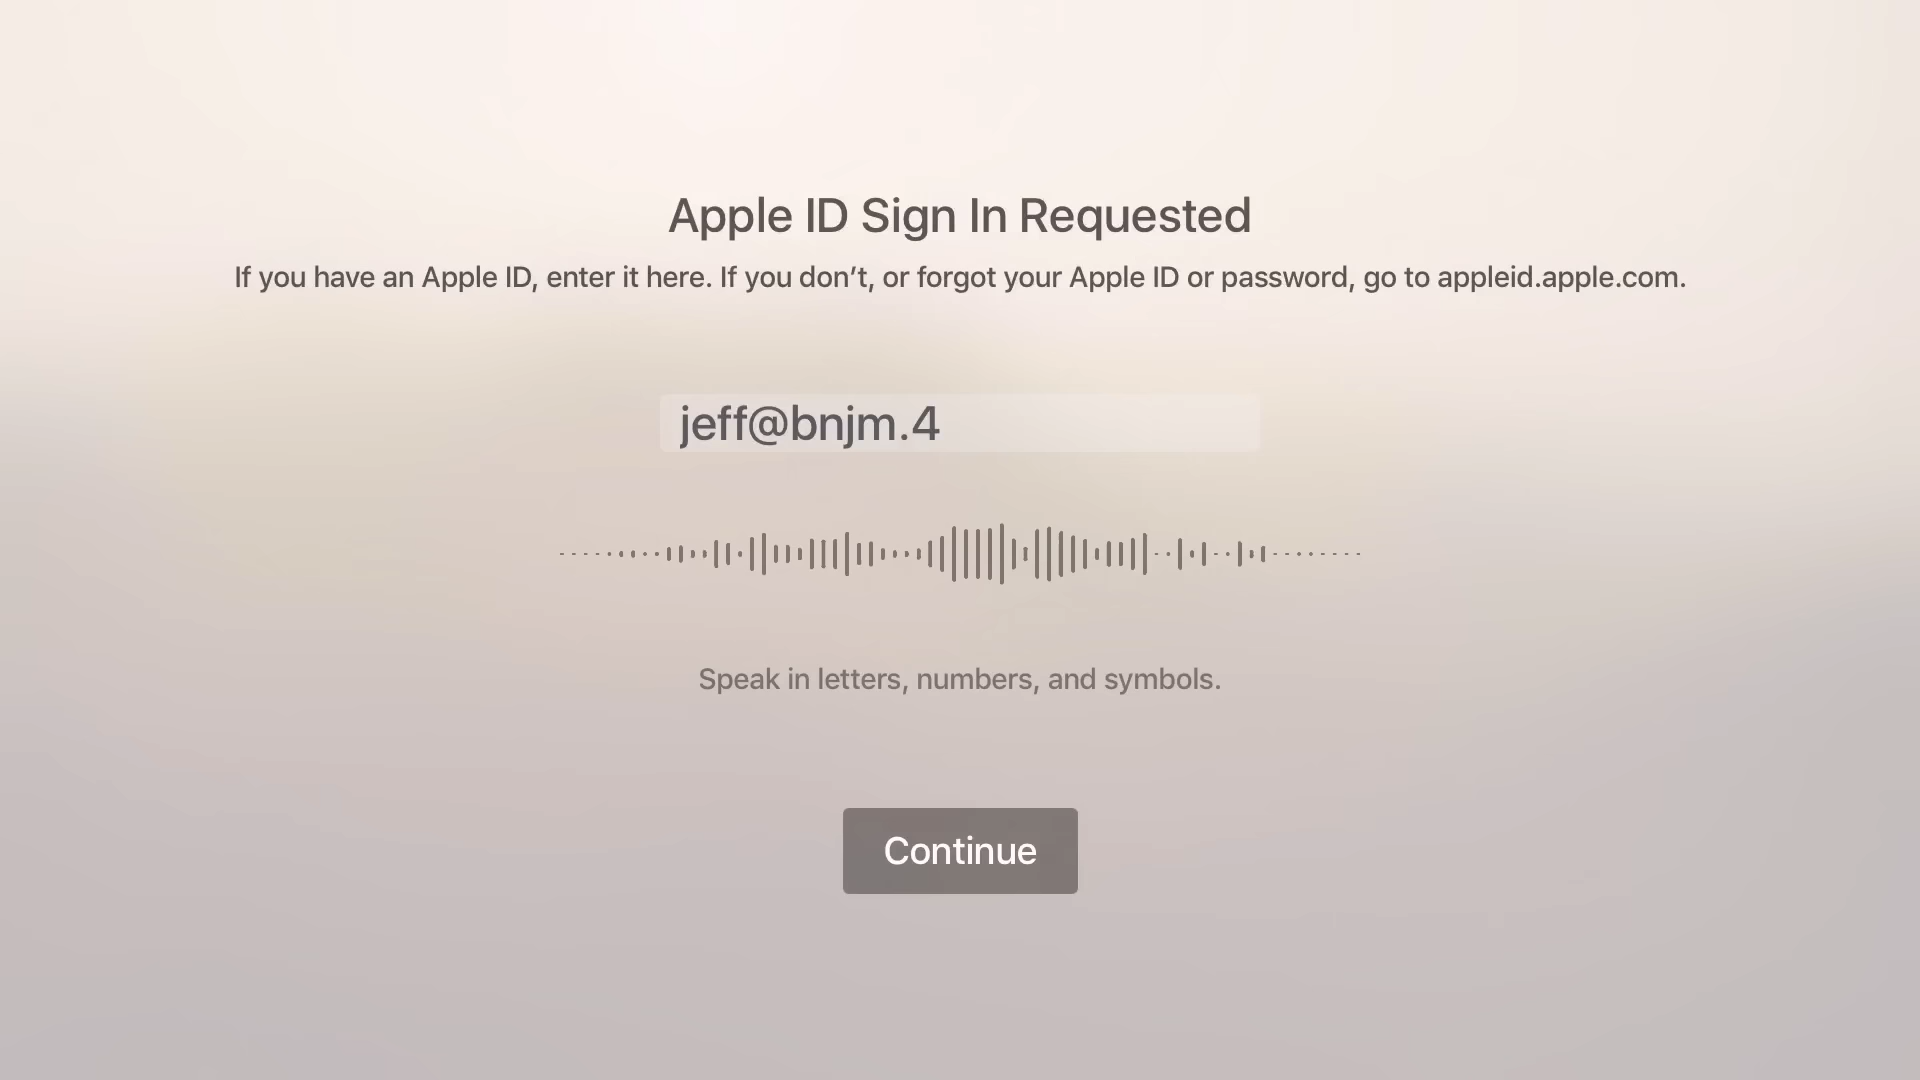 Apple ID Sign In Requested
If you have an Apple ID, enter it here. If you don’t, or forgot your Apple ID or password, go to appleid.apple.com.
jeff@bnjm.4
Speak in letters, numbers, and symbols.
Continue